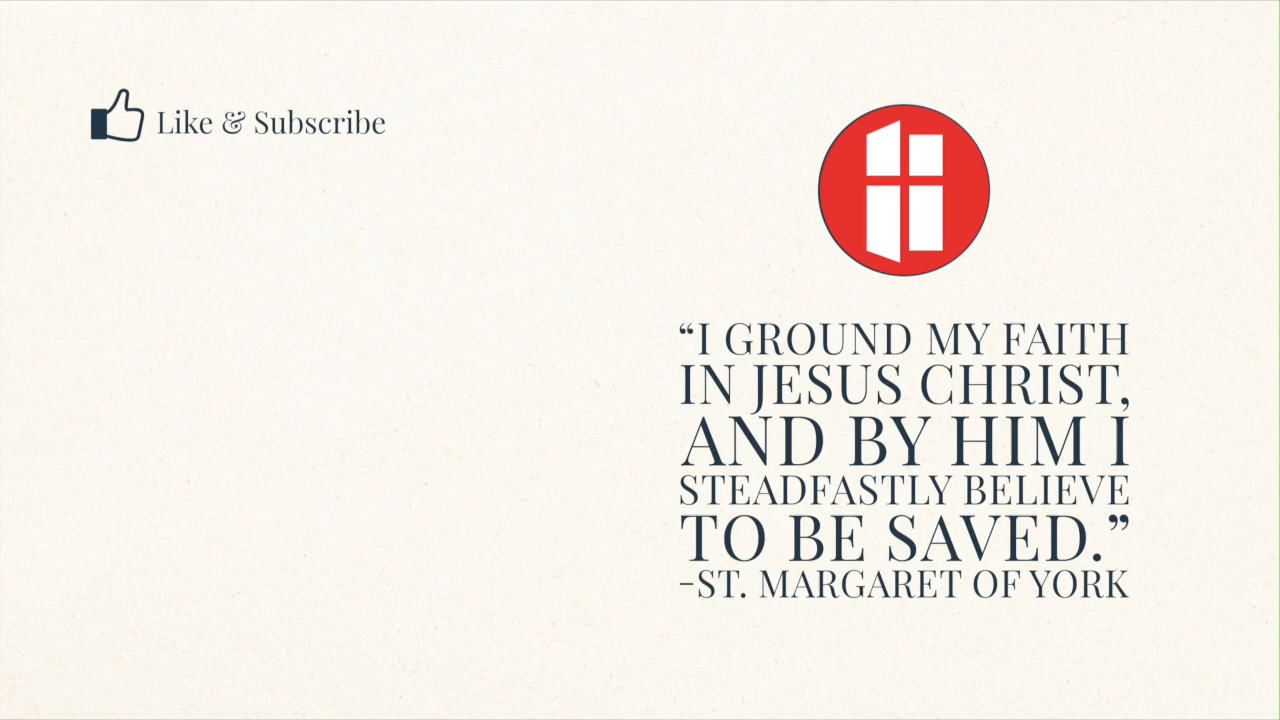 Like & Subscribe
“I GROUND MY FAITH
IN JESUS CHRIST,
AND BY HIM I
STEADFASTLY BELIEVE
TO BE SAVED.”
-ST. MARGARET OF YORK